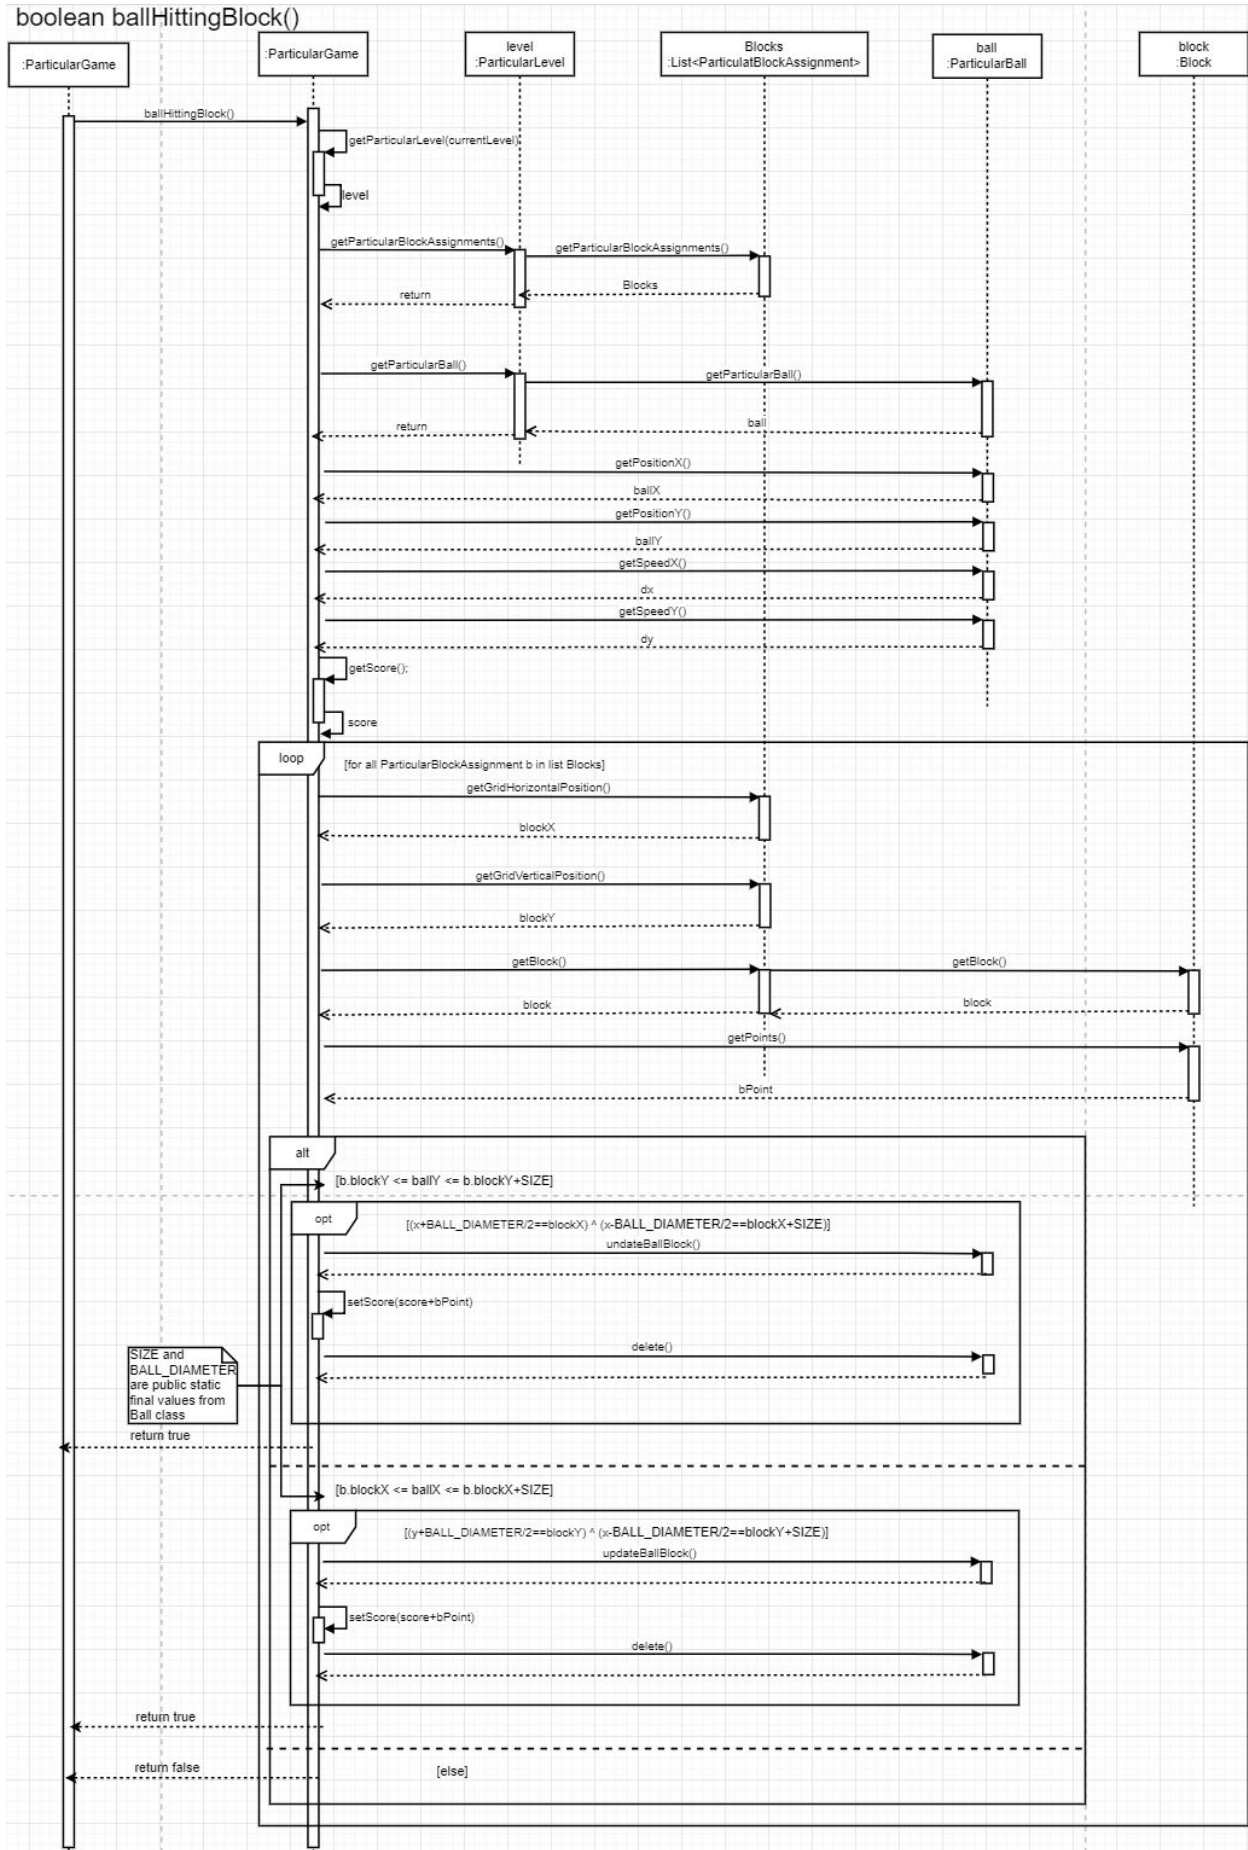 boolean ballHittingBlock()
:ParticularGame
:ParticularGame
level
:ParticularLevel
Blocks
:List<ParticulatBlockAssignment>
ball
:ParticularBall
block
:Block
ballHittingBlock()
getParticularLevel(currentLevel)
level
getParticularBlockAssignments()
getParticularBlockAssignments()
Blocks
return
getParticularBall()
getParticularBall()
ball
return
getPositionX()
ballX
getPositionY()
ballY
getSpeedX()
dx
getSpeedY()
dy
getScore();
score
loop
[for all ParticularBlockAssignment b in list Blocks]
getGridHorizontalPosition()
blockX
getGridVerticalPosition()
blockY
getBlock()
getBlock()
block
block
getPoints()
bPoint
alt
[b.blockY <= ballY <= b.blockY+SIZE]
opt
[(x+BALL_DIAMETER/2==blockX) ^ (x-BALL_DIAMETER/2==blockX+SIZE)]
undateBallBlock()
setScore(score+bPoint)
delete()
SIZE and
BALL_DIAMETER
are public static
final values from
Ball class
return true
[b.blockX <= ballX <= b.blockX+SIZE]
opt
[(y+BALL_DIAMETER/2==blockY) ^ (x-BALL_DIAMETER/2==blockY+SIZE)]
updateBallBlock()
setScore(score+bPoint)
delete()
return true
return false
[else]